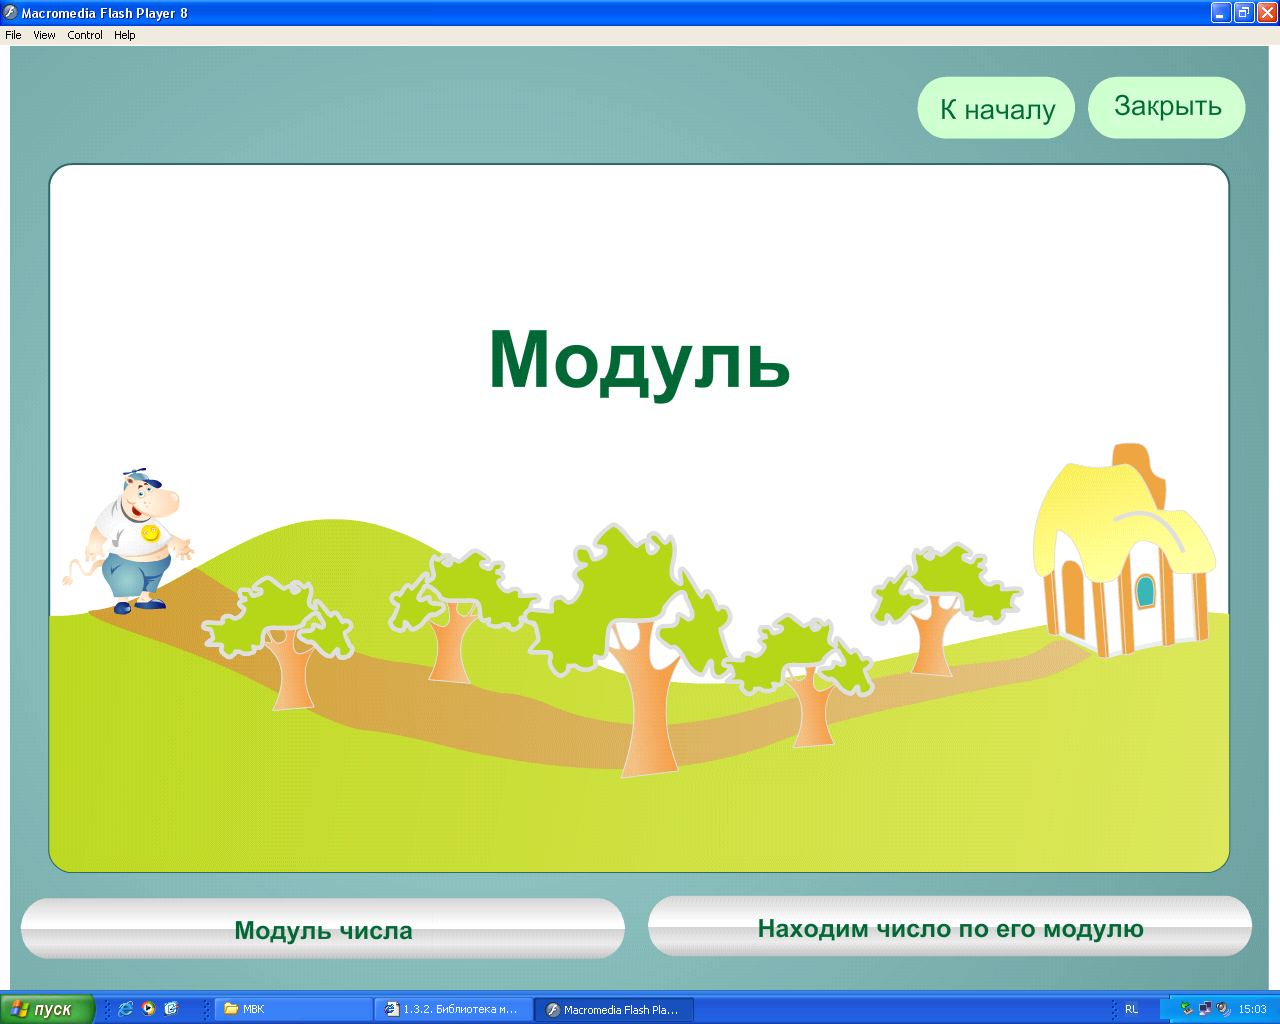 Macromedia Flash Player 8
File View Control Help
К началу
Закрыть
Модуль
Модуль числа
Находим число по его модулю
пуск
МВК
1.3.2. Библиотека м...
Macromedia Flash Pla...
RL
15:03